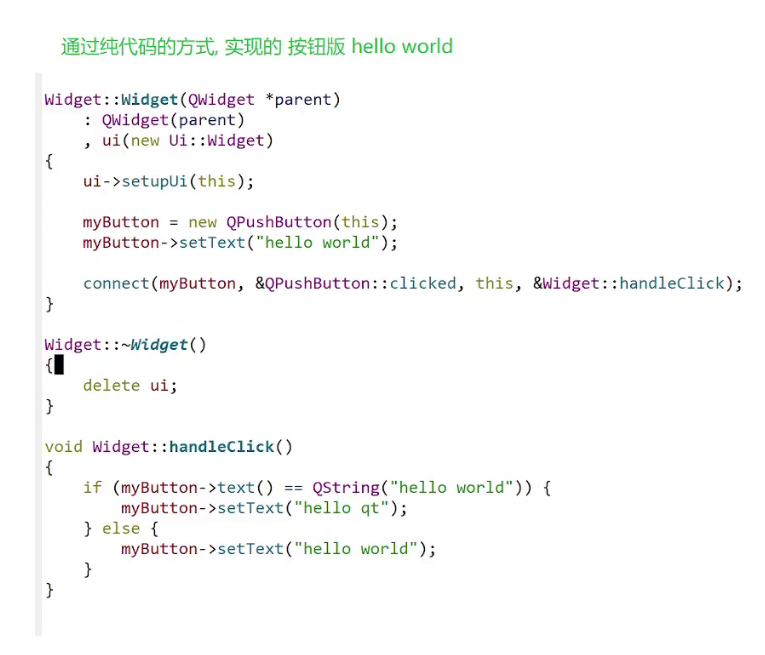 通过纯代码的方式, 实现的 按钮版 hello world
Widget::Widget(QWidget *parent)
    : QWidget(parent)
    , ui(new Ui::Widget)
{
    ui->setupUi(this);

    myButton = new QPushButton(this);
    myButton->setText("hello world");

    connect(myButton, &QPushButton::clicked, this, &Widget::handleClick);
}

Widget::~Widget()
{
    delete ui;
}

void Widget::handleClick()
{
    if (myButton->text() == QString("hello world")) {
        myButton->setText("hello qt");
    } else {
        myButton->setText("hello world");
    }
}